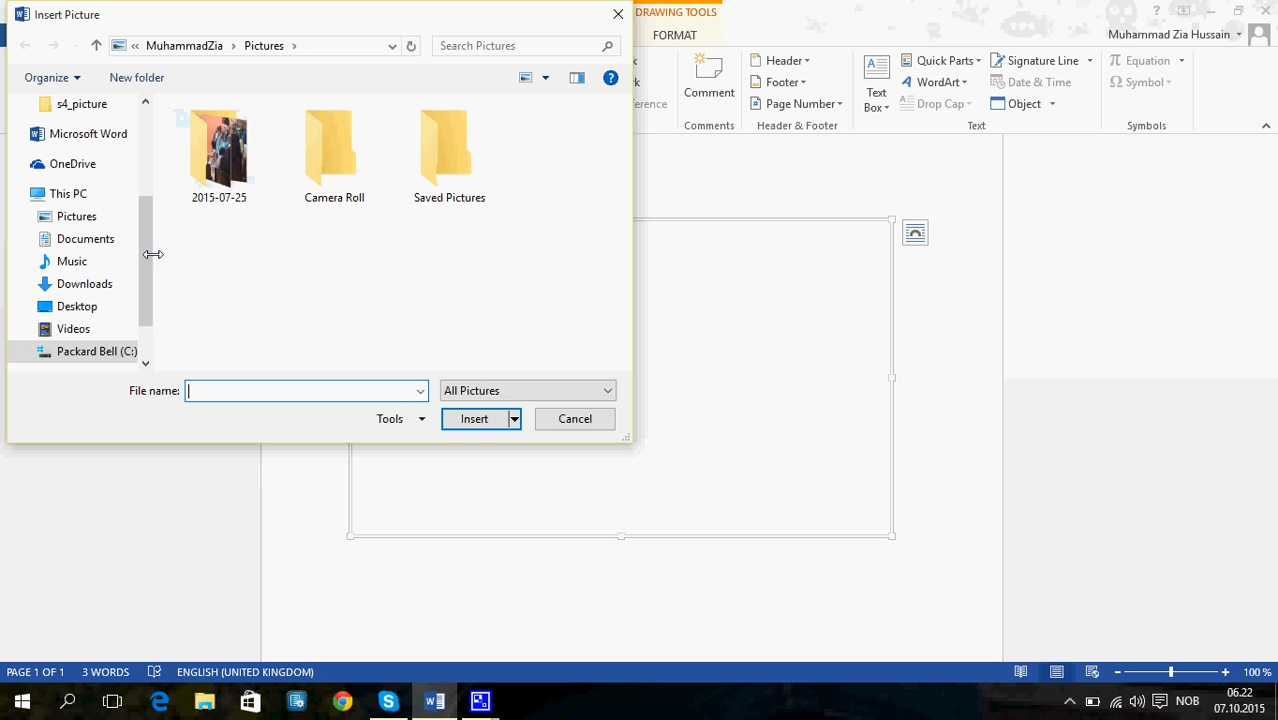 Insert Picture
DRAWING TOOLS
FORMAT
Muhammad Zia Hussain
MuhammadZia
Pictures
Search Pictures
Organize
New folder
Comment
Comments
Header
Footer
Page Number
Header & Footer
Text
Box
Quick Parts
WordArt
Drop Cap
Signature Line
Date & Time
Object
Text
Equation
Symbol
Symbols
s4_picture
Microsoft Word
OneDrive
This PC
Pictures
Documents
Music
Downloads
Desktop
Videos
Packard Bell (C:)
2015-07-25
Camera Roll
Saved Pictures
File name:
All Pictures
Tools
Insert
Cancel
PAGE 1 OF 1
3 WORDS
ENGLISH (UNITED KINGDOM)
100 %
NOB
06.22
07.10.2015